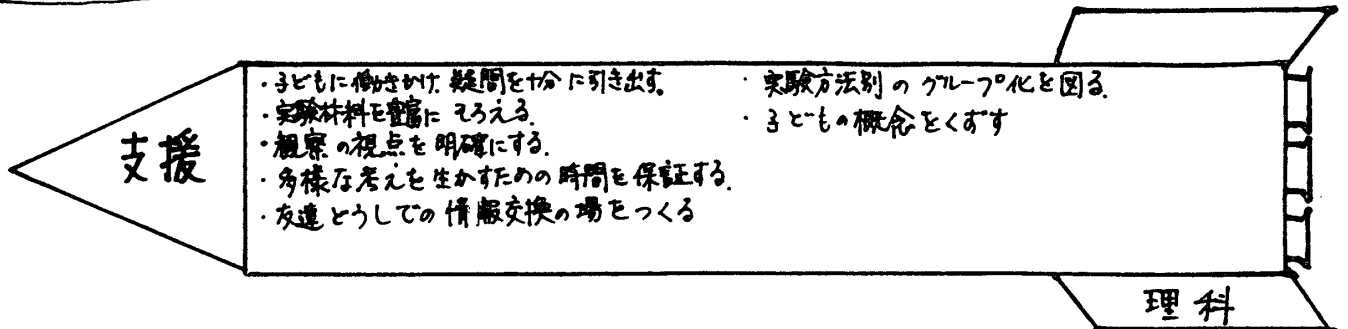 支援
・子どもに働きかけ、疑問を十分に引き出す。
・実験材料を豊富にそろえる。
・観察の視点を明確にする。
・多様な考えを生かすための時間を保証する。
・友達どうしでの情報交換の場をつくる
・実験方法別のグループ化を図る。
・子どもの概念をくずす
理科